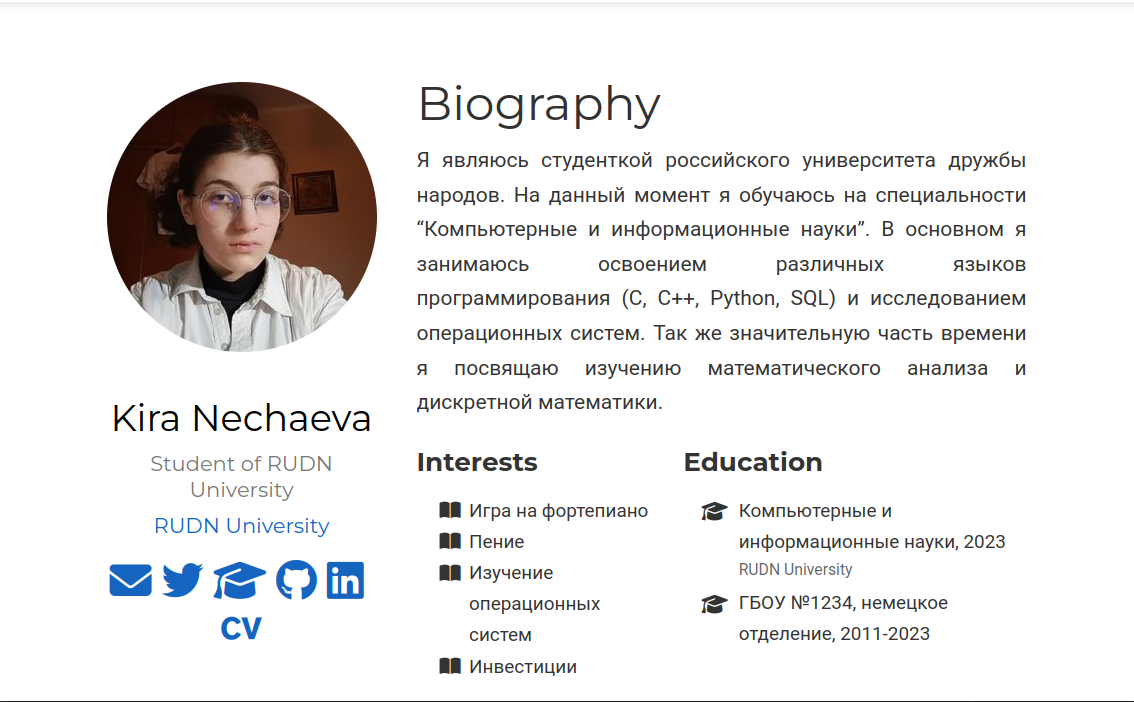 Biography
Я являюсь студенткой российского университета дружбы
народов. На данный момент я обучаюсь на специальности
“Компьютерные и информационные науки”. В основном я
занимаюсь освоением различных языков
программирования (C, C++, Python, SQL) и исследованием
операционных систем. Так же значительную часть времени
я посвящаю изучению математического анализа и
дискретной математики.
Kira Nechaeva
Student of RUDN
University
RUDN University
CV
Interests
Игра на фортепиано
Пение
Изучение
операционных
систем
Инвестиции
Education
Компьютерные и
информационные науки, 2023
RUDN University
ГБОУ №1234, немецкое
отделение, 2011-2023